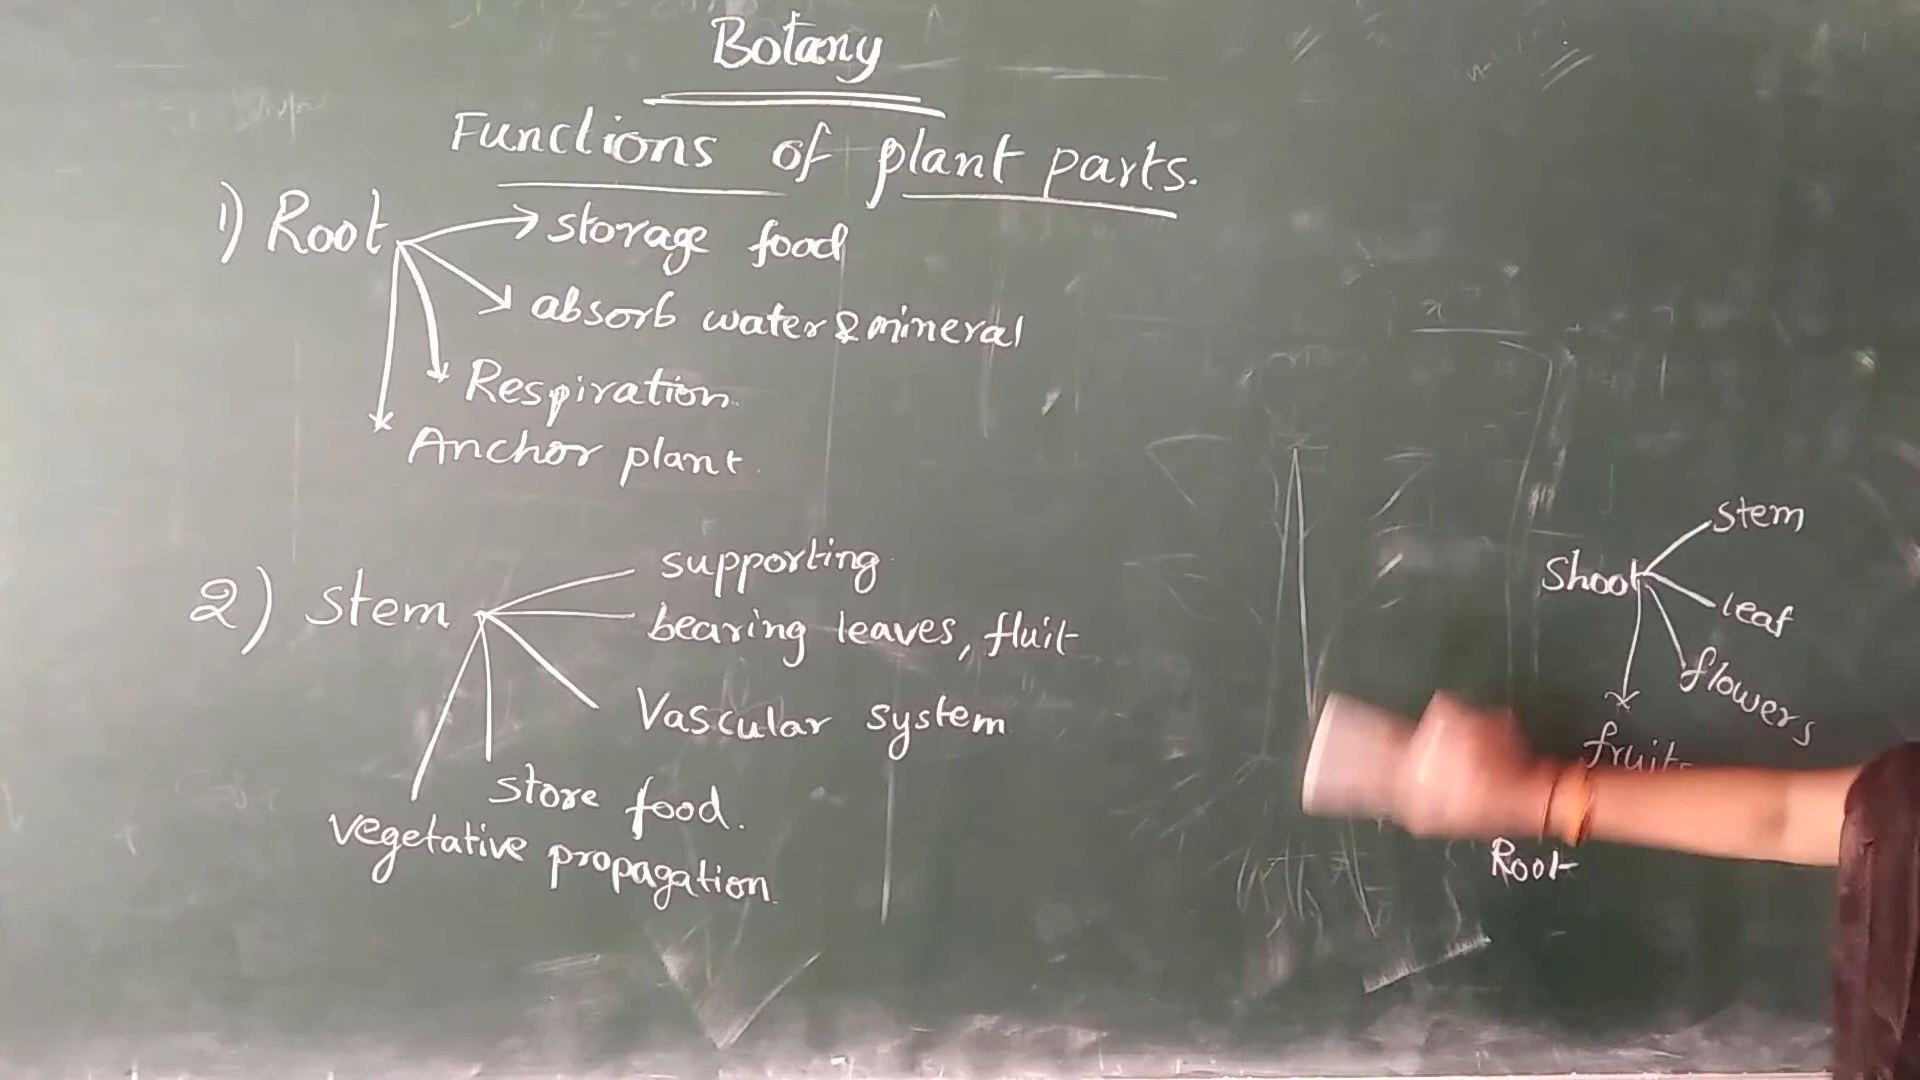 Botany
Functions of plant parts.
1) Root
storage food
absorb water & mineral
Respiration
Anchor plant.
2) Stem
supporting
bearing leaves, fluit
Vascular system
store food.
vegetative propagation.
Shoot
stem
leaf
flowers
fruits
Root